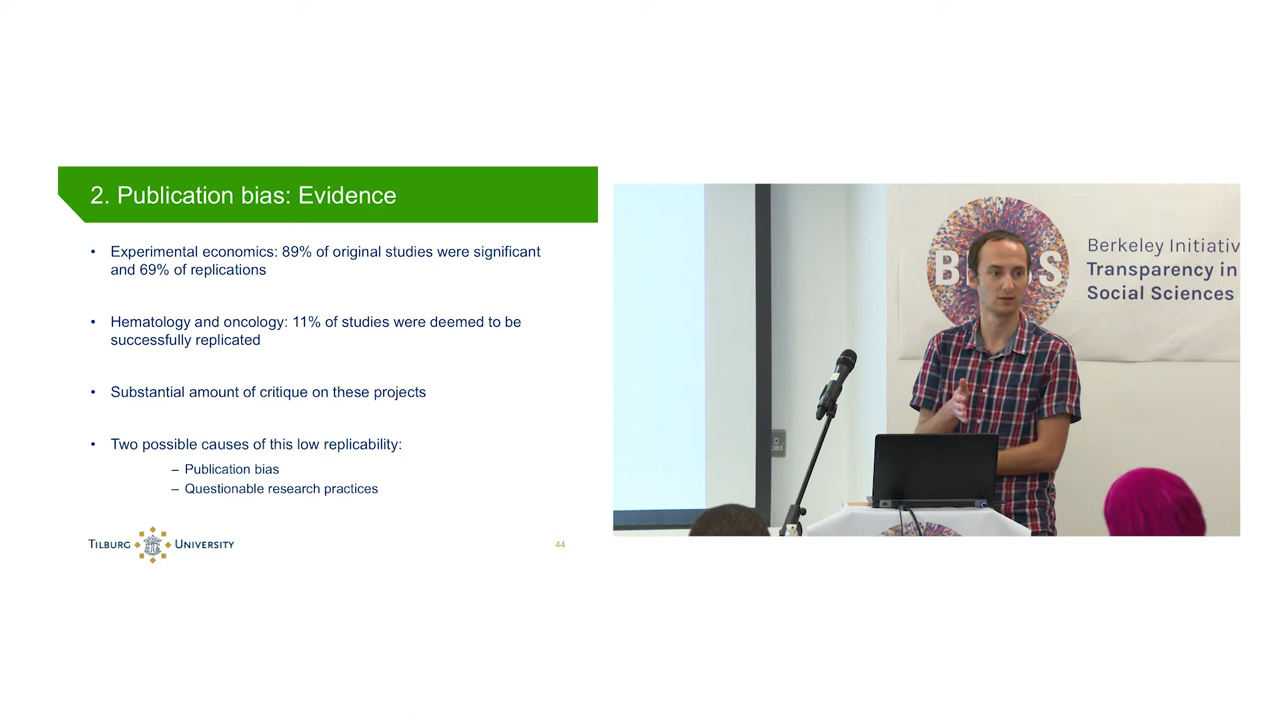 2. Publication bias: Evidence
• Experimental economics: 89% of original studies were significant
and 69% of replications
• Hematology and oncology: 11% of studies were deemed to be
successfully replicated
• Substantial amount of critique on these projects
• Two possible causes of this low replicability:
– Publication bias
– Questionable research practices
TILBURG UNIVERSITY
44
B S
Berkeley Initiativ
Transparency in
Social Sciences